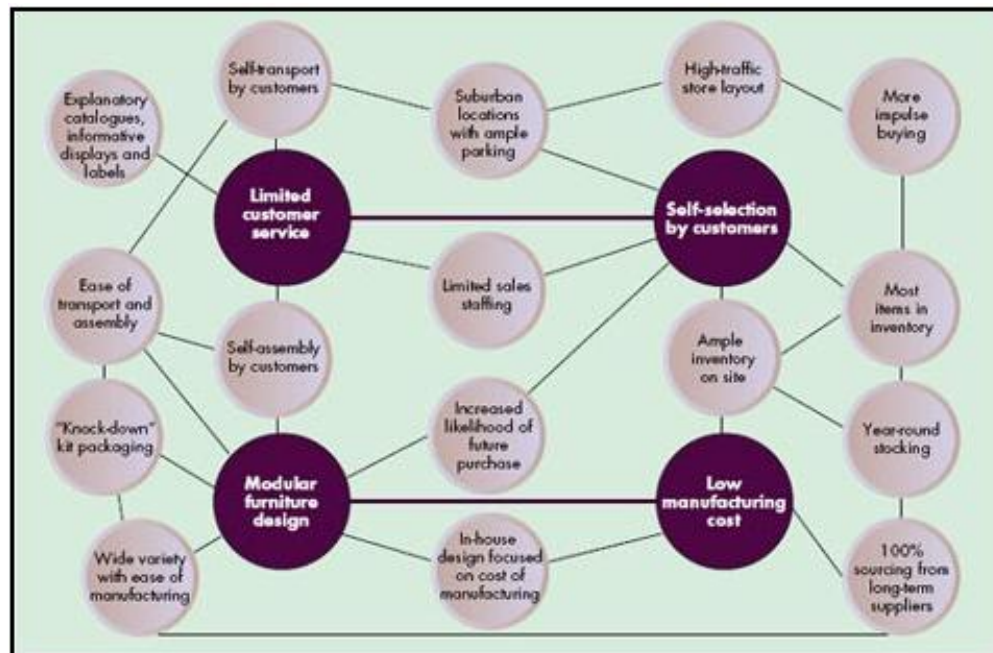 Self-transport
by customers
High-traffic
store layout
Explanatory
catalogues,
informative
displays and
labels
Suburban
locations
with ample
parking
More
impulse
buying
Limited
customer
service
Self-selection
by customers
Ease of
transport and
assembly
Limited sales
staffing
Most
items in
inventory
Self-assembly
by customers
Ample
inventory
on site
"Knock-down"
kit packaging
Increased
likelihood of
future
purchase
Year-round
stocking
Modular
furniture
design
Low
manufacturing
cost
Wide variety
with ease of
manufacturing
In-house
design focused
on cost of
manufacturing
100%
sourcing from
long-term
suppliers